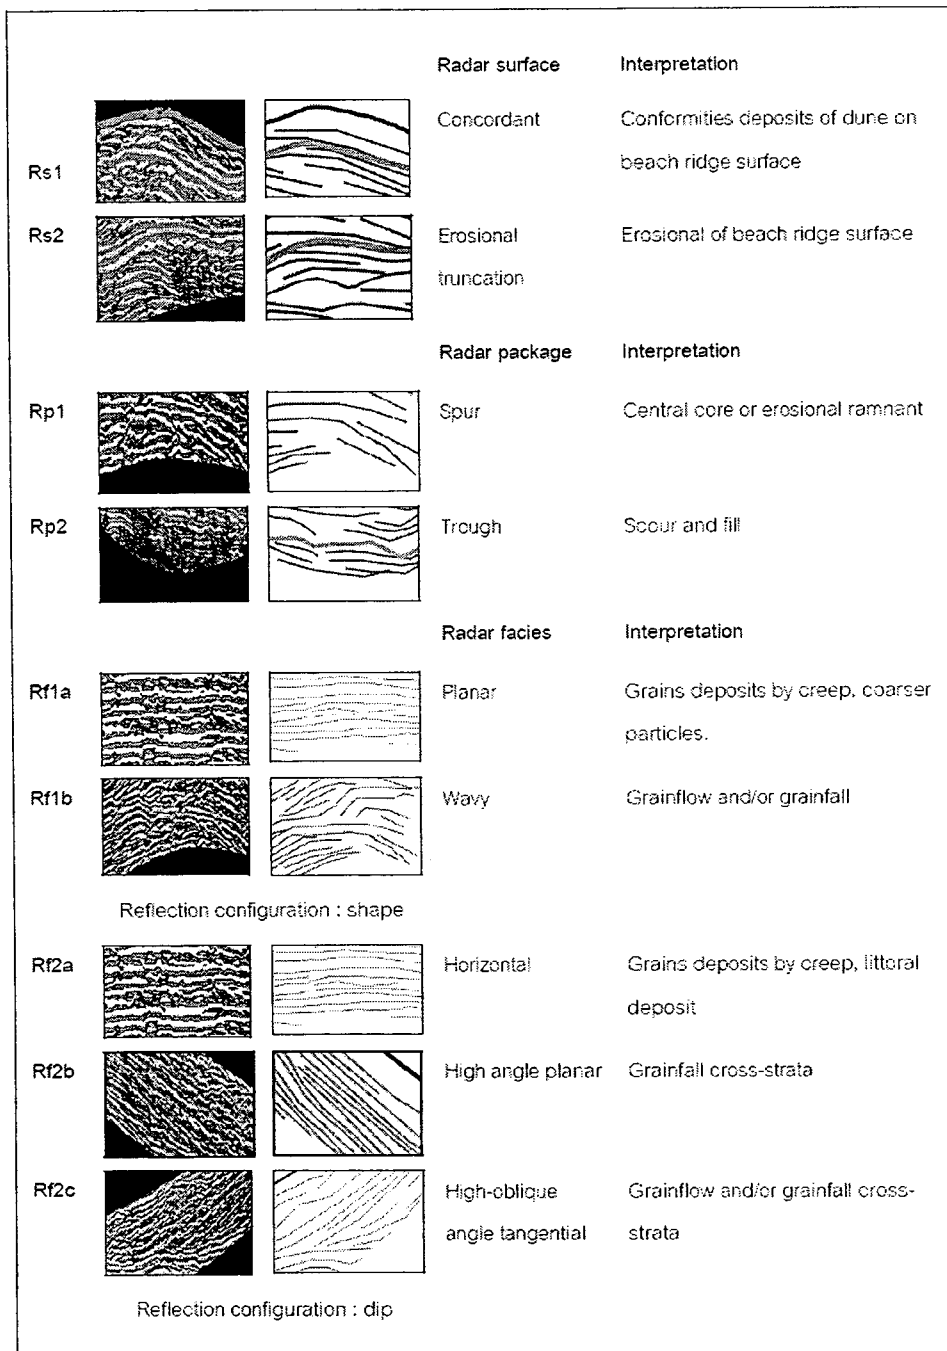 Radar surface Interpretation
Concordant Conformities deposits of dune on
beach ridge surface
Rs1
Rs2 Erosional Erosional of beach ridge surface
truncation
Radar package Interpretation
Rp1 Spur Central core or erosional ramnant
Rp2 Trough Scour and fill
Radar facies Interpretation
Rf1a Planar Grains deposits by creep, coarser
particles.
Rf1b Wavy Grainflow and/or grainfall
Reflection configuration : shape
Rf2a Horizontal Grains deposits by creep, littoral
deposit
Rf2b High angle planar Grainfall cross-strata
Rf2c High-oblique Grainflow and/or grainfall cross-
angle tangential strata
Reflection configuration : dip